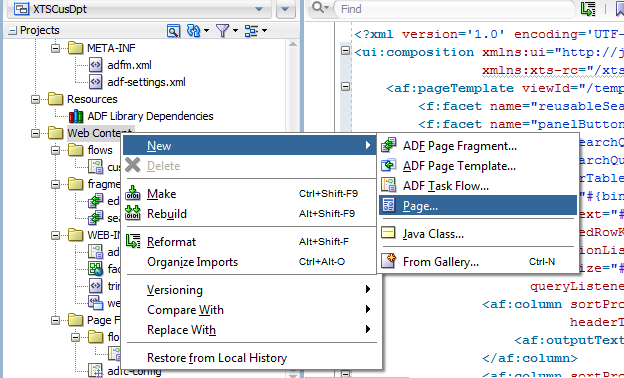 XTSCusDpt
Find
Projects
META-INF
adfm.xml
adf-settings.xml
Resources
ADF Library Dependencies
Web Content
flows
cus
fragme
ed
sea
WEB-IN
ad
fac
trin
we
Page F
flo
adfc-config
New
Delete
Make Ctrl+Shift-F9
Rebuild Alt+Shift-F9
Reformat Alt+Shift-F
Organize Imports Ctrl+Alt-O
Versioning
Compare With
Replace With
Restore from Local History
ADF Page Fragment...
ADF Page Template...
ADF Task Flow...
Page...
Java Class...
From Gallery... Ctrl-N
<?xml version='1.0' encoding='UTF-
<ui:composition xmlns:ui="http://j
xmlns:xts-rc="/xts
<af:pageTemplate viewId="/temp
<f:facet name="reusableSea
<f:facet name="panelButton
earchQ
earchQu
erTabl
"#{bin
ext="#
edRowK
ionLis
ize="#
queryListene
<af:column sortPro
headerT
<af:outputText
</af:column>
<af:column sortPro